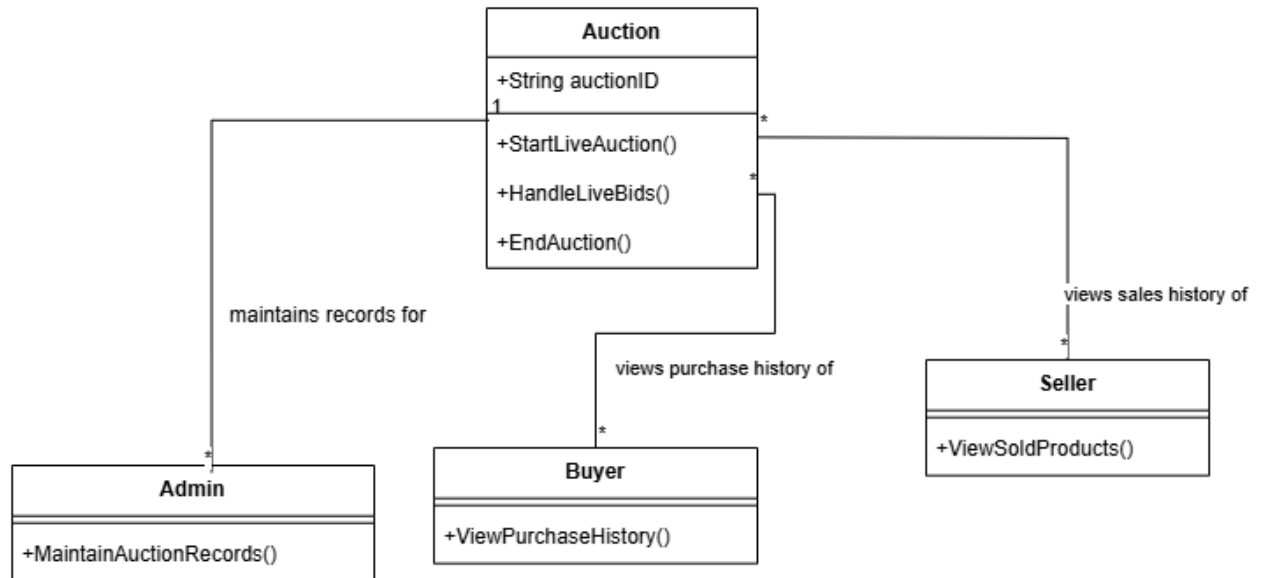 Auction
+String auctionID
1
*
+StartLiveAuction()
*
+HandleLiveBids()
+EndAuction()
views sales history of
maintains records for
*
views purchase history of
Seller
*
+ViewSoldProducts()
*
Buyer
Admin
+ViewPurchaseHistory()
+MaintainAuctionRecords()